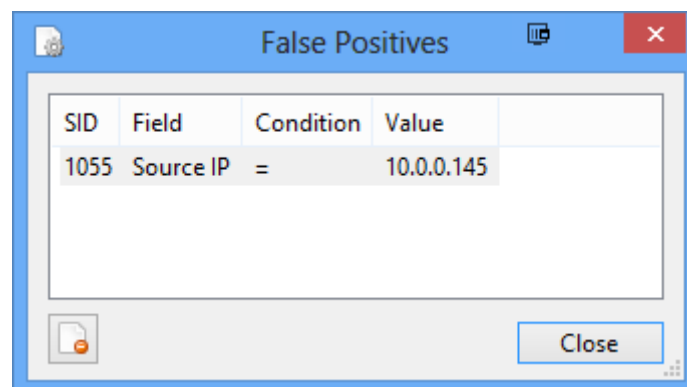 False Positives
SID Field Condition Value
1055 Source IP = 10.0.0.145
Close